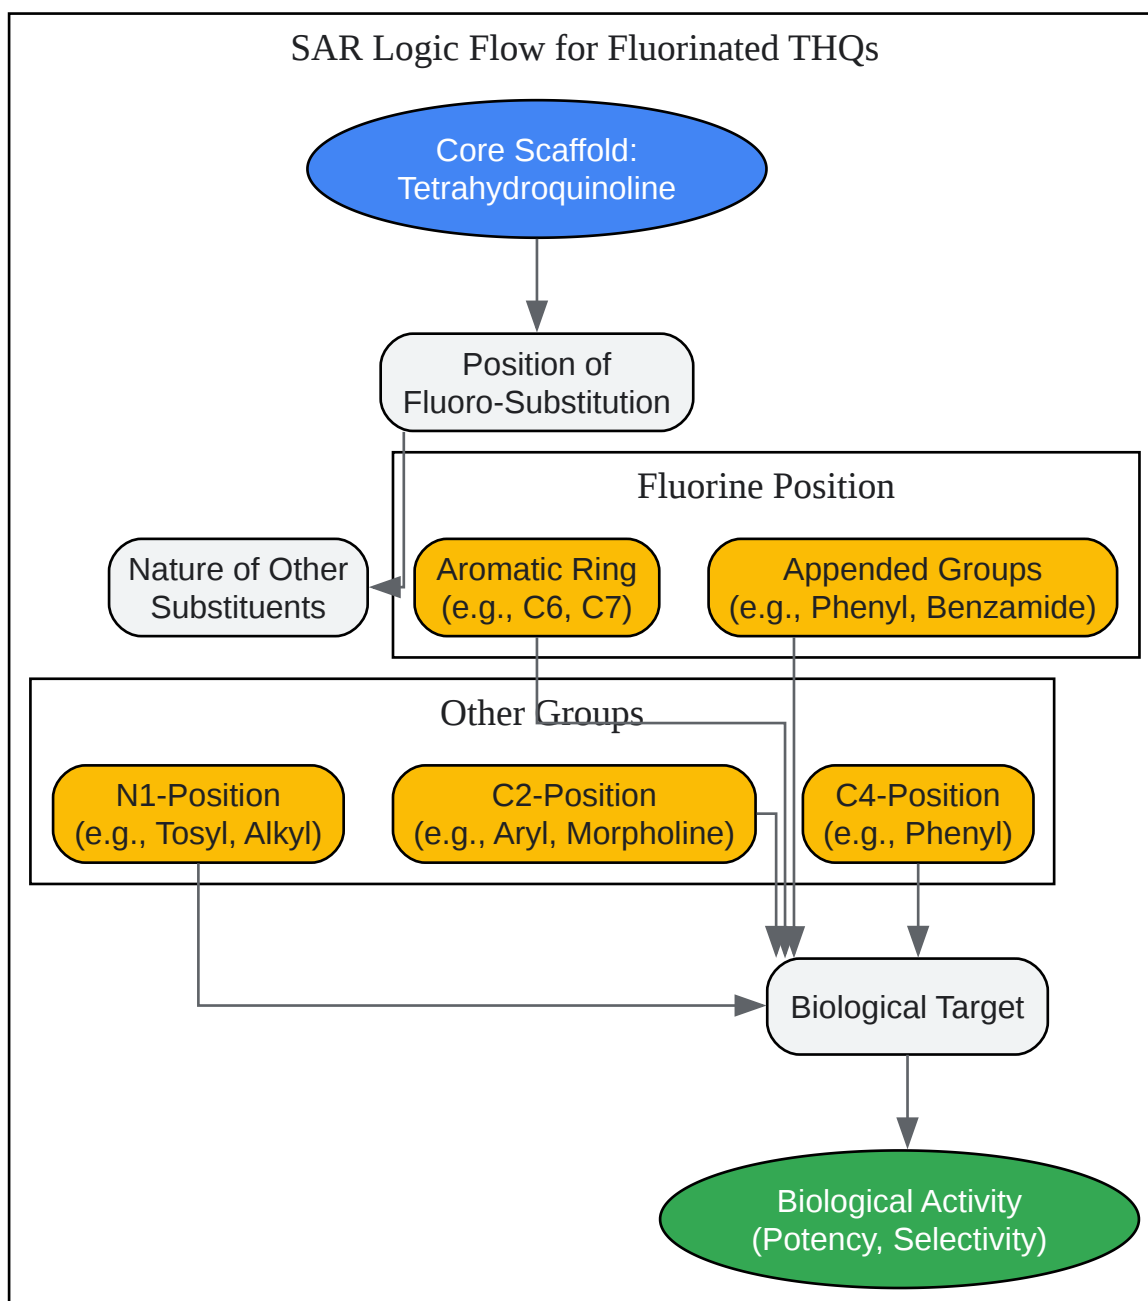 SAR Logic Flow for Fluorinated THQs
Core Scaffold:
Tetrahydroquinoline
Position of
Fluoro-Substitution
Fluorine Position
Nature of Other
Substituents
Aromatic Ring
(e.g., C6, C7)
Appended Groups
(e.g., Phenyl, Benzamide)
Other Groups
N1-Position
(e.g., Tosyl, Alkyl)
C2-Position
(e.g., Aryl, Morpholine)
C4-Position
(e.g., Phenyl)
Biological Target
Biological Activity
(Potency, Selectivity)